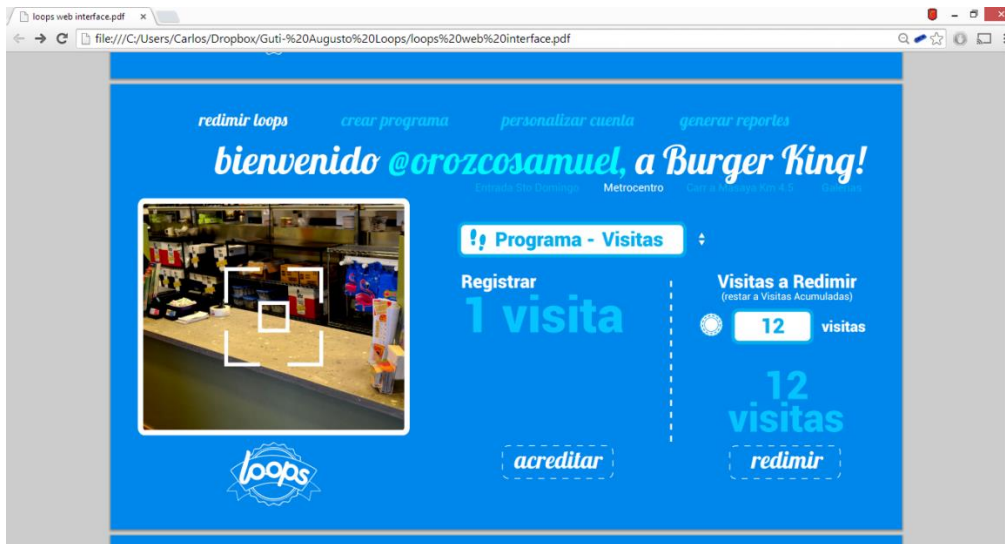 loops web interface.pdf
file:///C:/Users/Carlos/Dropbox/Guti-%20Augusto%20Loops/loops%20web%20interface.pdf
redimir loops crear programa personalizar cuenta generar reportes
bienvenido @orozcosamuel, a Burger King!
Entrada Sto Domingo Metrocentro Carr a Masaya Km 4.5 Galerias
Programa - Visitas
Registrar
1 visita
Visitas a Redimir
(restar a Visitas Acumuladas)
12 visitas
12
visitas
loops
acreditar redimir